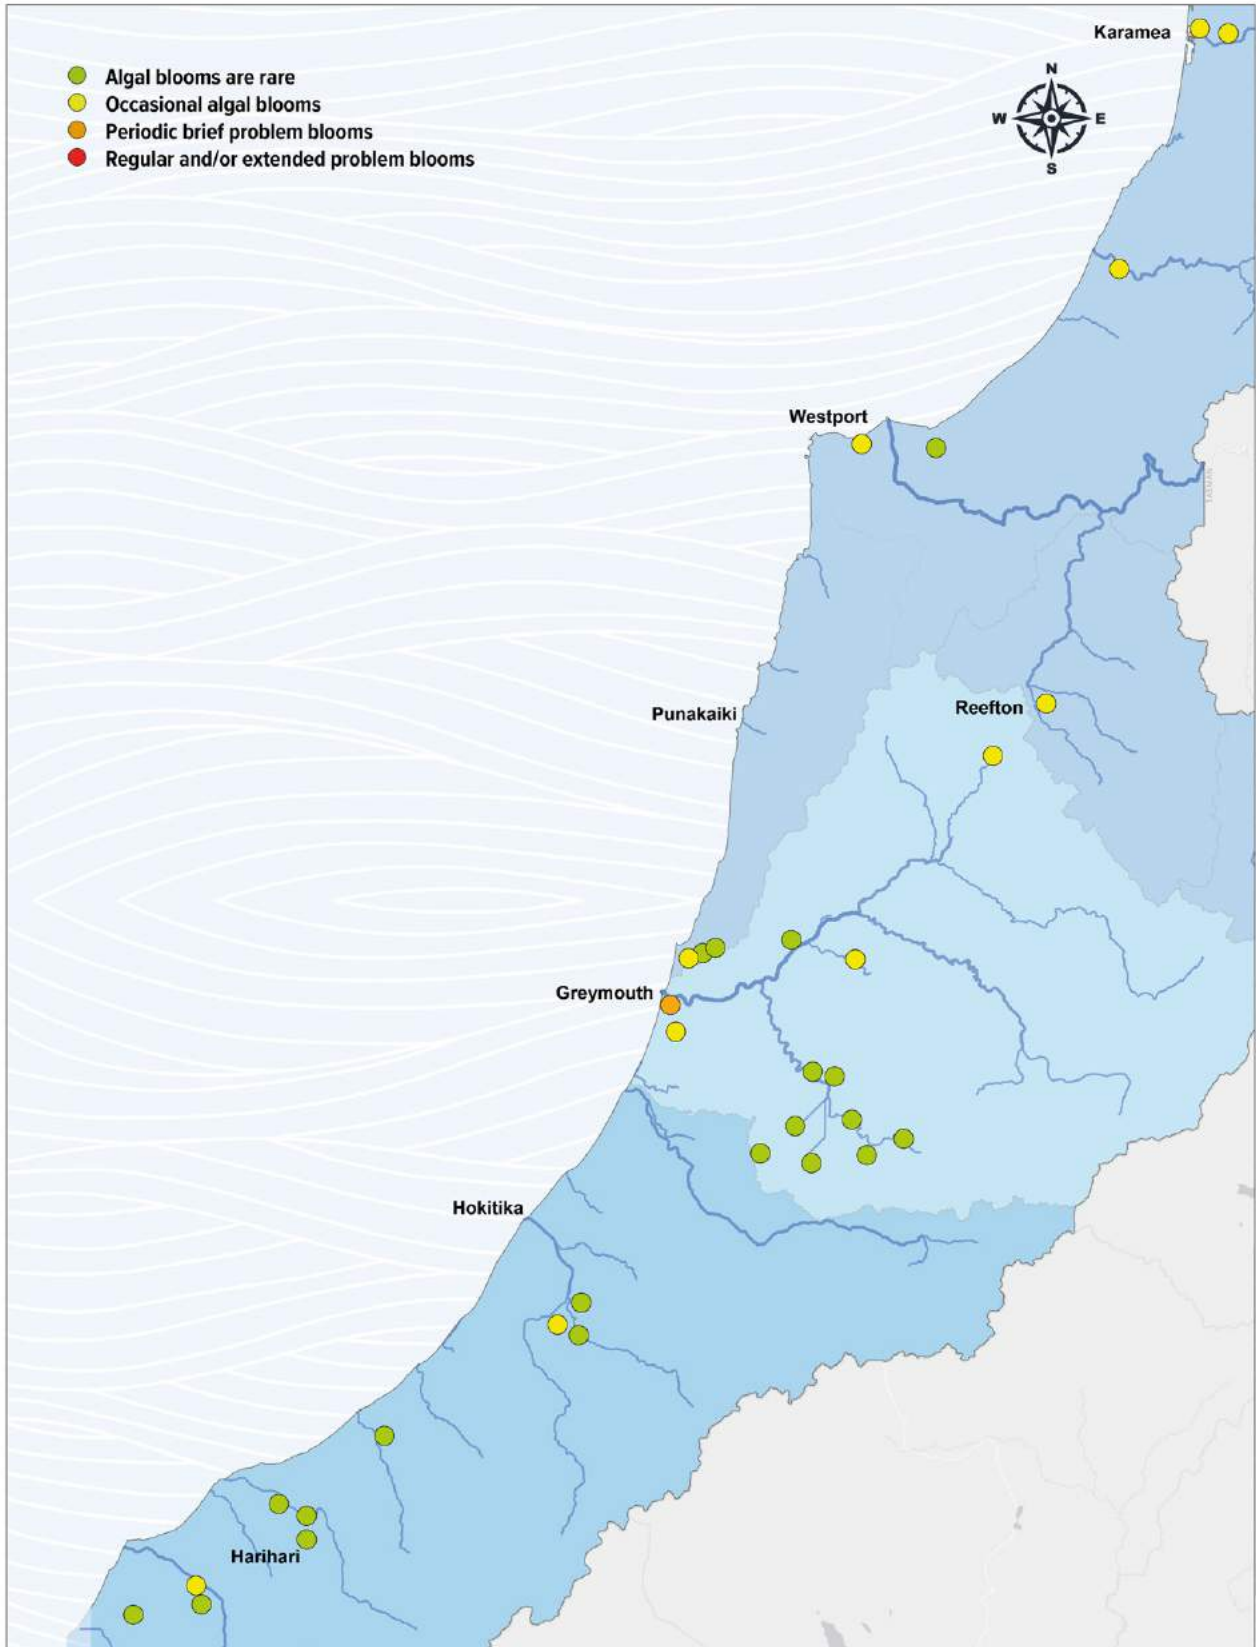 Karamea
Algal blooms are rare
Occasional algal blooms
Periodic brief problem blooms
Regular and/or extended problem blooms
N
W
E
S
Westport
TASMAN
Punakaiki
Reefton
Greymouth
Hokitika
Harihari